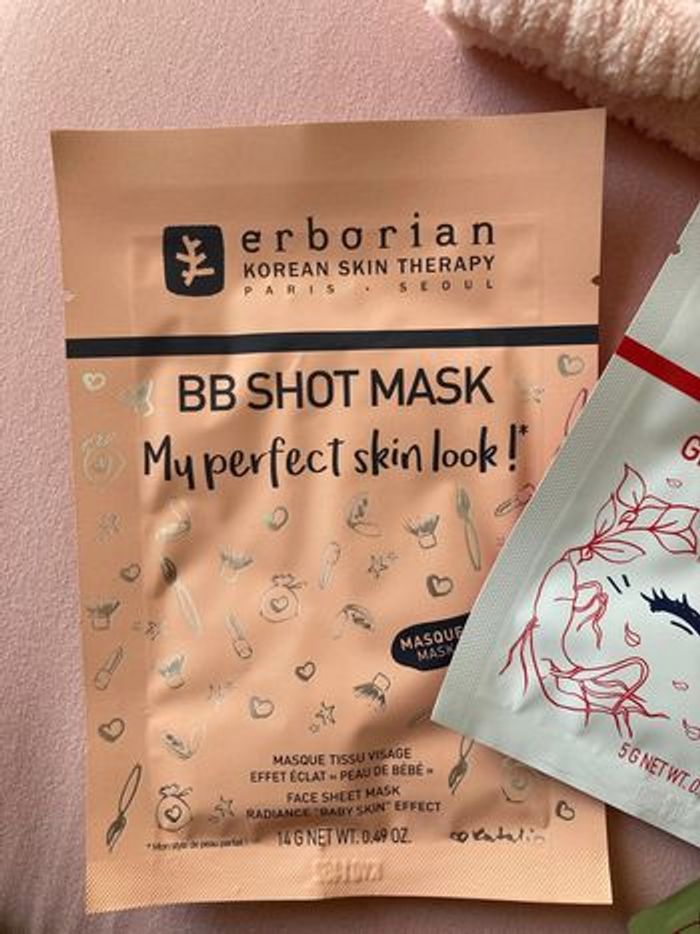 erborian
KOREAN SKIN THERAPY
PARIS · SEOUL
BB SHOT MASK
My perfect skin look !*
MASQUE
MASK
MASQUE TISSU VISAGE
EFFET ÉCLAT « PEAU DE BÉBÉ »
FACE SHEET MASK
RADIANCE "BABY SKIN" EFFECT
14 G NET WT. 0.49 OZ.
* Mon style de peau parfait !
G
5 G NET WT. 0.